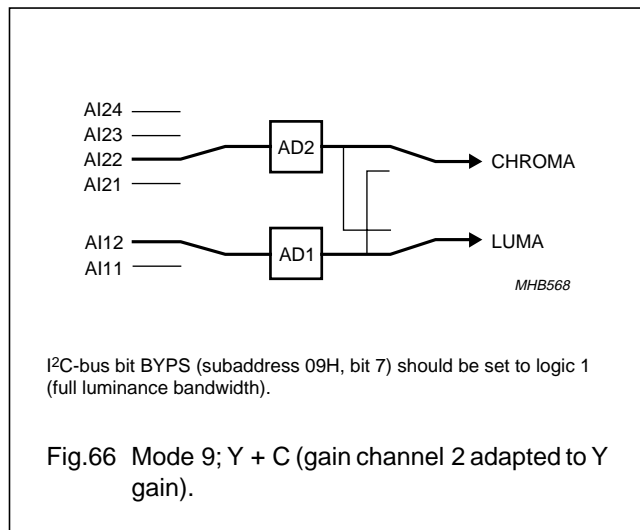 AI24
AI23
AI22
AI21
AD2
CHROMA
AI12
AI11
AD1
LUMA
MHB568
I²C-bus bit BYPS (subaddress 09H, bit 7) should be set to logic 1
(full luminance bandwidth).
Fig.66 Mode 9; Y + C (gain channel 2 adapted to Y
gain).